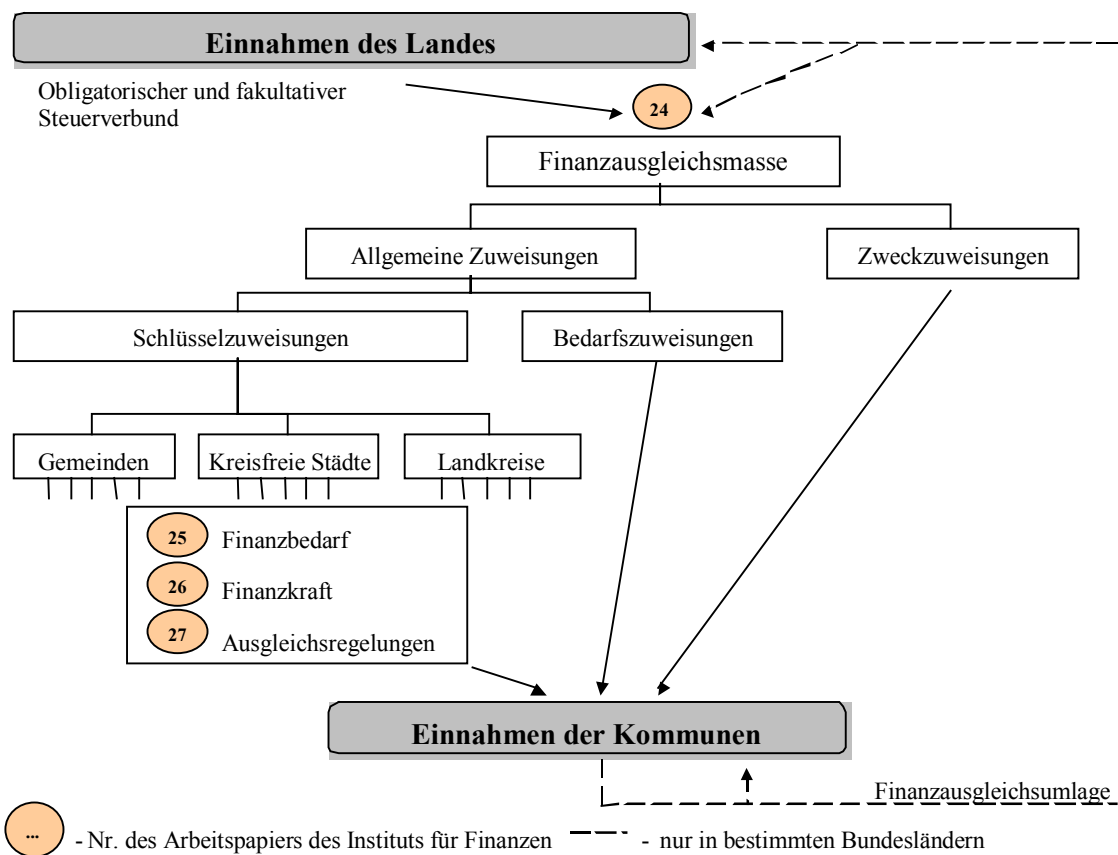 Einnahmen des Landes
Obligatorischer und fakultativer
Steuerverbund
24
Finanzausgleichsmasse
Allgemeine Zuweisungen
Zweckzuweisungen
Schlüsselzuweisungen
Bedarfszuweisungen
Gemeinden
Kreisfreie Städte
Landkreise
25 Finanzbedarf
26 Finanzkraft
27 Ausgleichsregelungen
Einnahmen der Kommunen
Finanzausgleichsumlage
... - Nr. des Arbeitspapiers des Instituts für Finanzen - nur in bestimmten Bundesländern